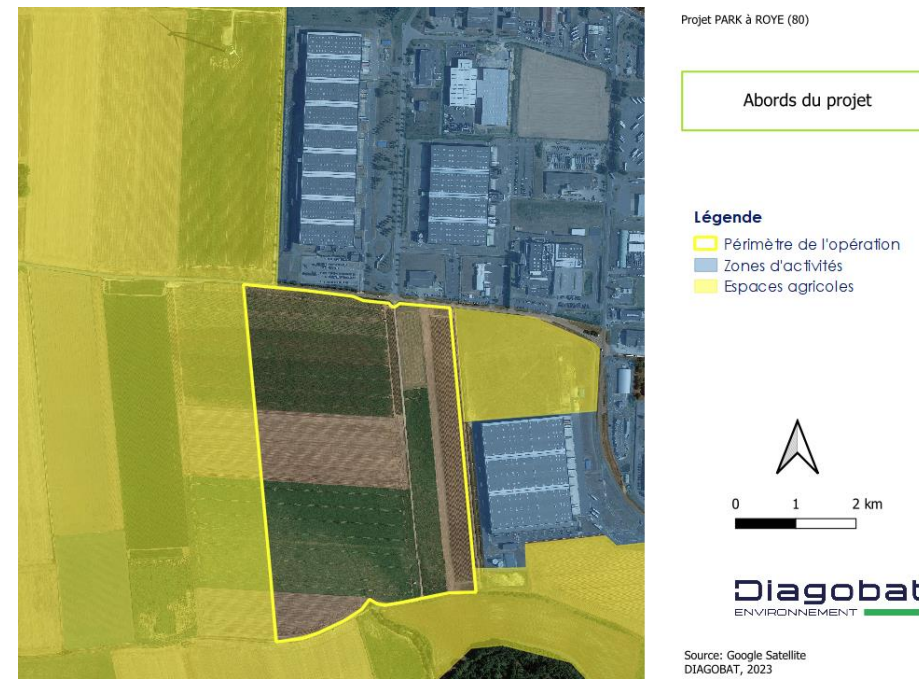 Projet PARK à ROYE (80)
Abords du projet
Légende
Périmètre de l'opération
Zones d'activités
Espaces agricoles
0 1 2 km
Diagobat
ENVIRONNEMENT
Source: Google Satellite
DIAGOBAT, 2023